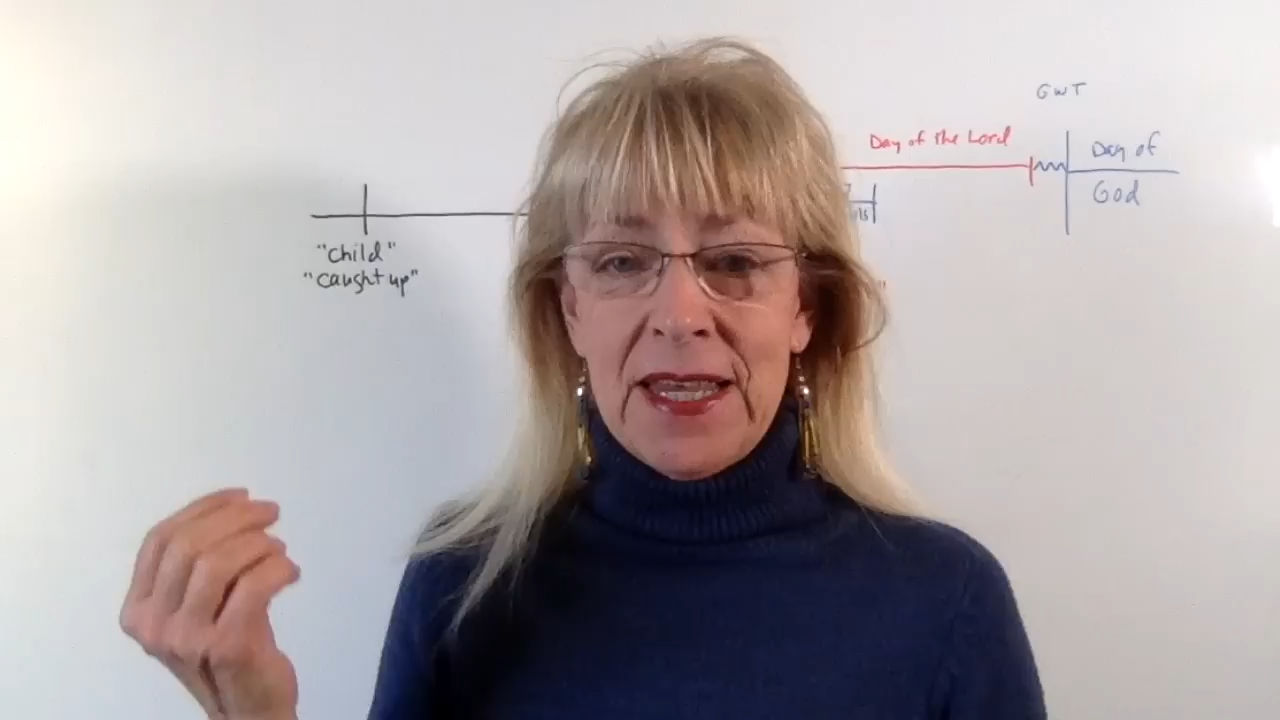 GWT
Day of the Lord
Day of
God
"child"
"caught up"